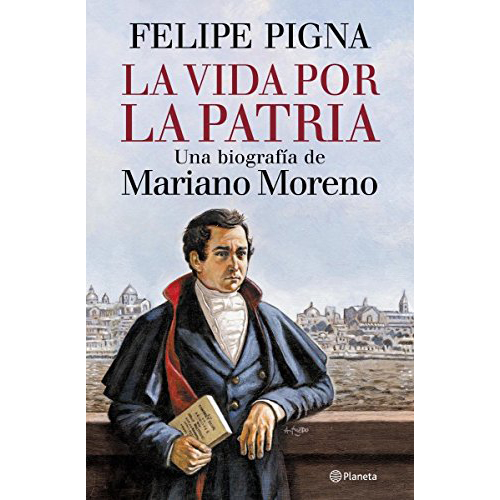 FELIPE PIGNA
LA VIDA POR
LA PATRIA
Una biografía de
Mariano Moreno
Planeta